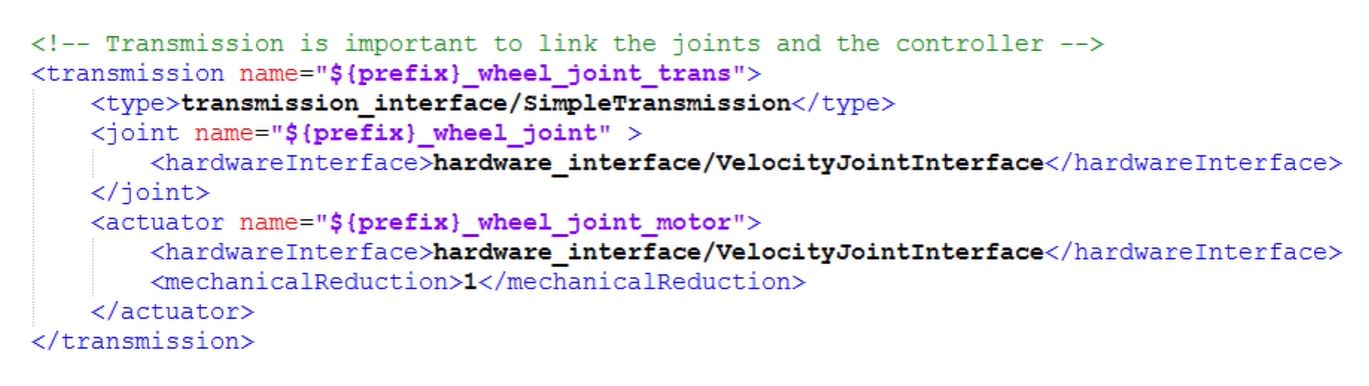 <!-- Transmission is important to link the joints and the controller -->
<transmission name="${prefix}_wheel_joint_trans">
    <type>transmission_interface/SimpleTransmission</type>
    <joint name="${prefix}_wheel_joint" >
        <hardwareInterface>hardware_interface/VelocityJointInterface</hardwareInterface>
    </joint>
    <actuator name="${prefix}_wheel_joint_motor">
        <hardwareInterface>hardware_interface/VelocityJointInterface</hardwareInterface>
        <mechanicalReduction>1</mechanicalReduction>
    </actuator>
</transmission>